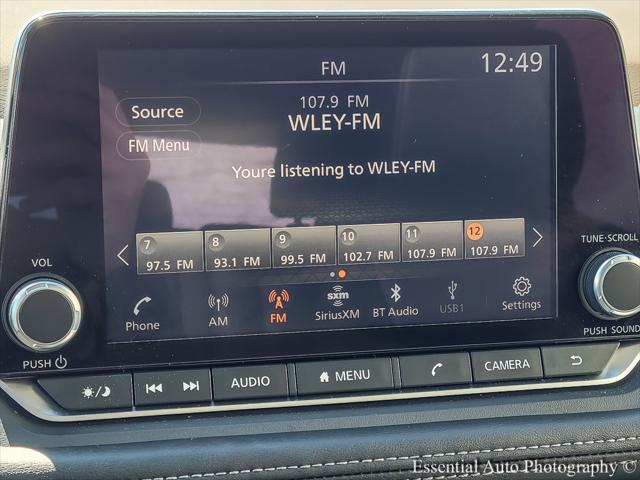 FM
12:49
Source
107.9 FM
WLEY-FM
FM Menu
Youre listening to WLEY-FM
7 8 9 10 11 12
97.5 FM 93.1 FM 99.5 FM 102.7 FM 107.9 FM 107.9 FM
Phone AM FM sxm SiriusXM BT Audio USB1 Settings
VOL
PUSH
TUNE·SCROLL
PUSH SOUND
AUDIO MENU CAMERA
Essential Auto Photography ©